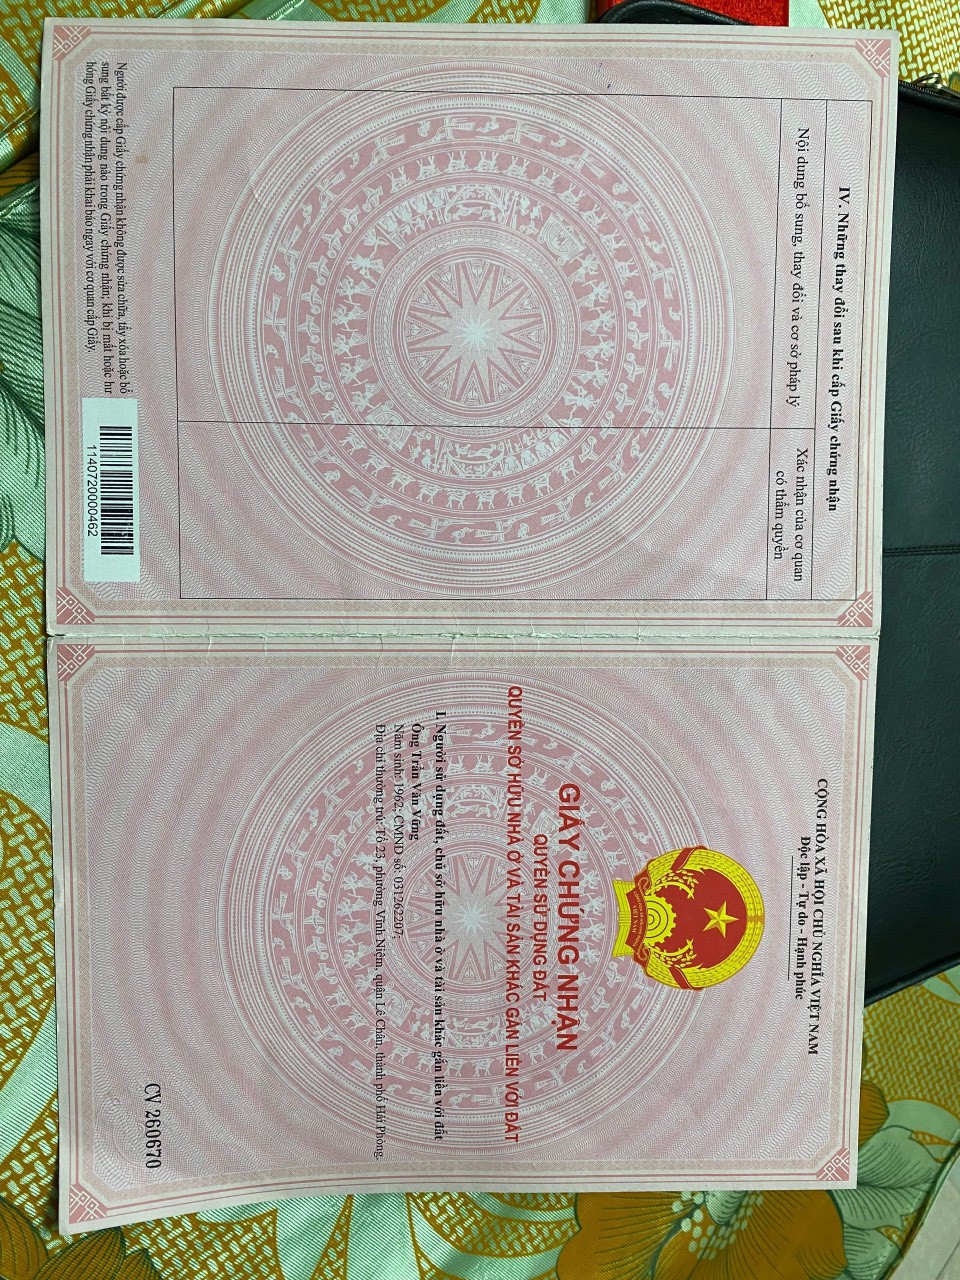 IV. Những thay đổi sau khi cấp Giấy chứng nhận
Nội dung bổ sung, thay đổi và cơ sở pháp lý
Xác nhận của cơ quan
có thẩm quyền
Người được cấp Giấy chứng nhận không được sửa chữa, tẩy xóa hoặc bổ
sung bất kỳ nội dung nào trong Giấy chứng nhận; khi bị mất hoặc hư
hỏng Giấy chứng nhận phải khai báo ngay với cơ quan cấp Giấy.
1140720000462
CỘNG HÒA XÃ HỘI CHỦ NGHĨA VIỆT NAM
Độc lập - Tự do - Hạnh phúc
VIỆT NAM
GIẤY CHỨNG NHẬN
QUYỀN SỬ DỤNG ĐẤT
QUYỀN SỞ HỮU NHÀ Ở VÀ TÀI SẢN KHÁC GẮN LIỀN VỚI ĐẤT
I. Người sử dụng đất, chủ sở hữu nhà ở và tài sản khác gắn liền với đất
Ông Trần Văn Vững
Năm sinh: 1962; CMND số: 031262207;
Địa chỉ thường trú: Tổ 23, phường Vĩnh Niệm, quận Lê Chân, thành phố Hải Phòng.
CV 260670